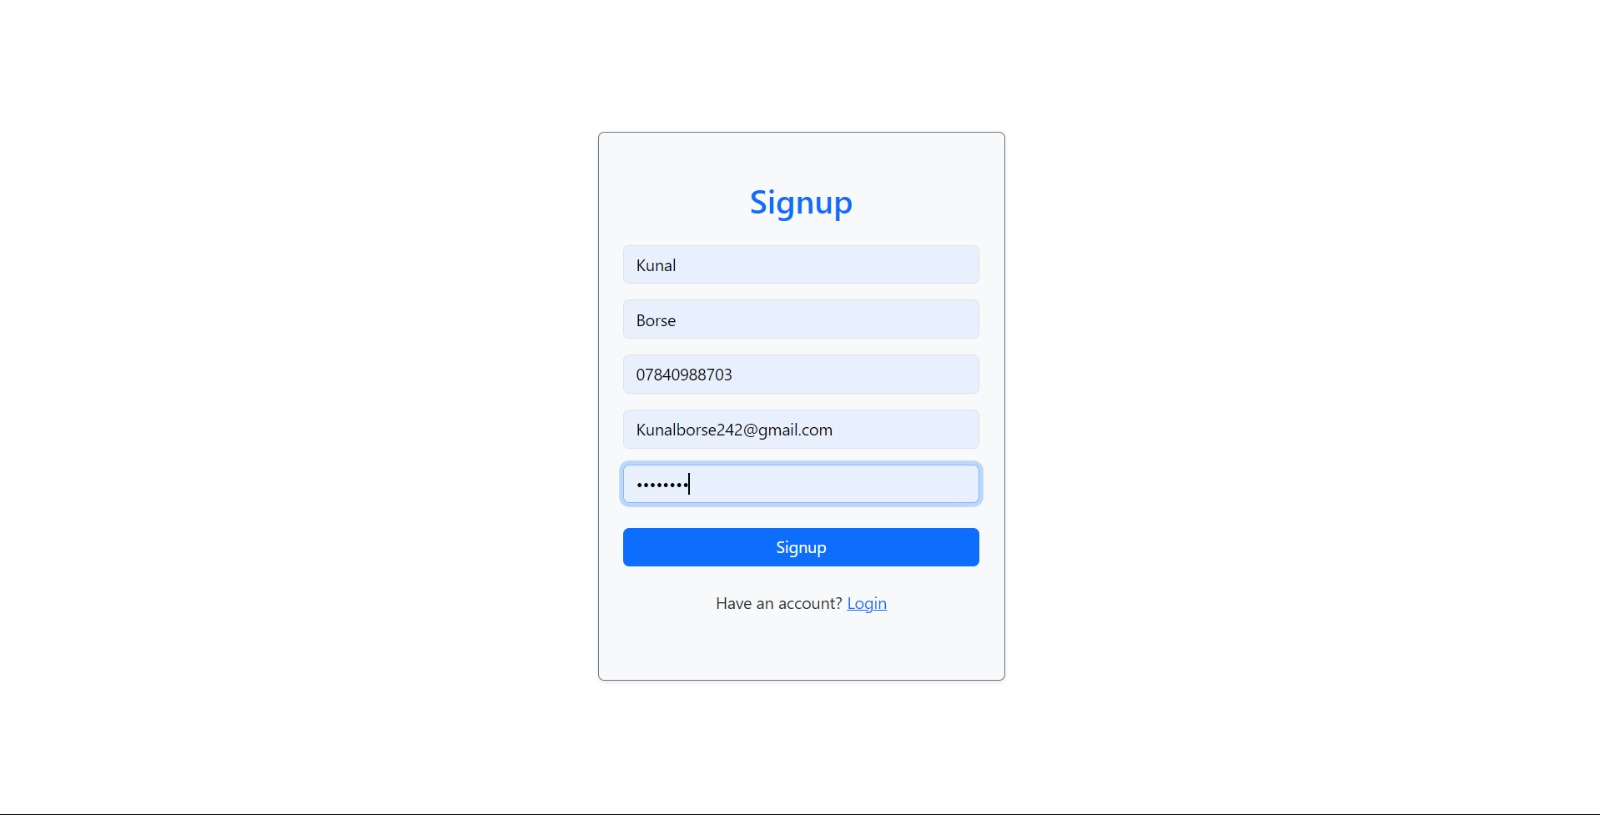 Signup
Kunal
Borse
07840988703
Kunalborse242@gmail.com
••••••••
Signup
Have an account? Login